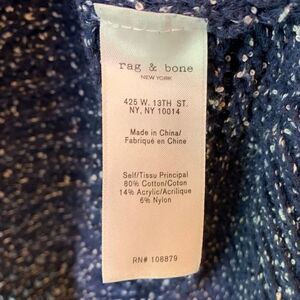 rag & bone
NEW YORK
425 W. 13TH ST.
NY, NY 10014
Made in China/
Fabriqué en Chine
Self/Tissu Principal
80% Cotton/Coton
14% Acrylic/Acrilique
6% Nylon
RN# 108879